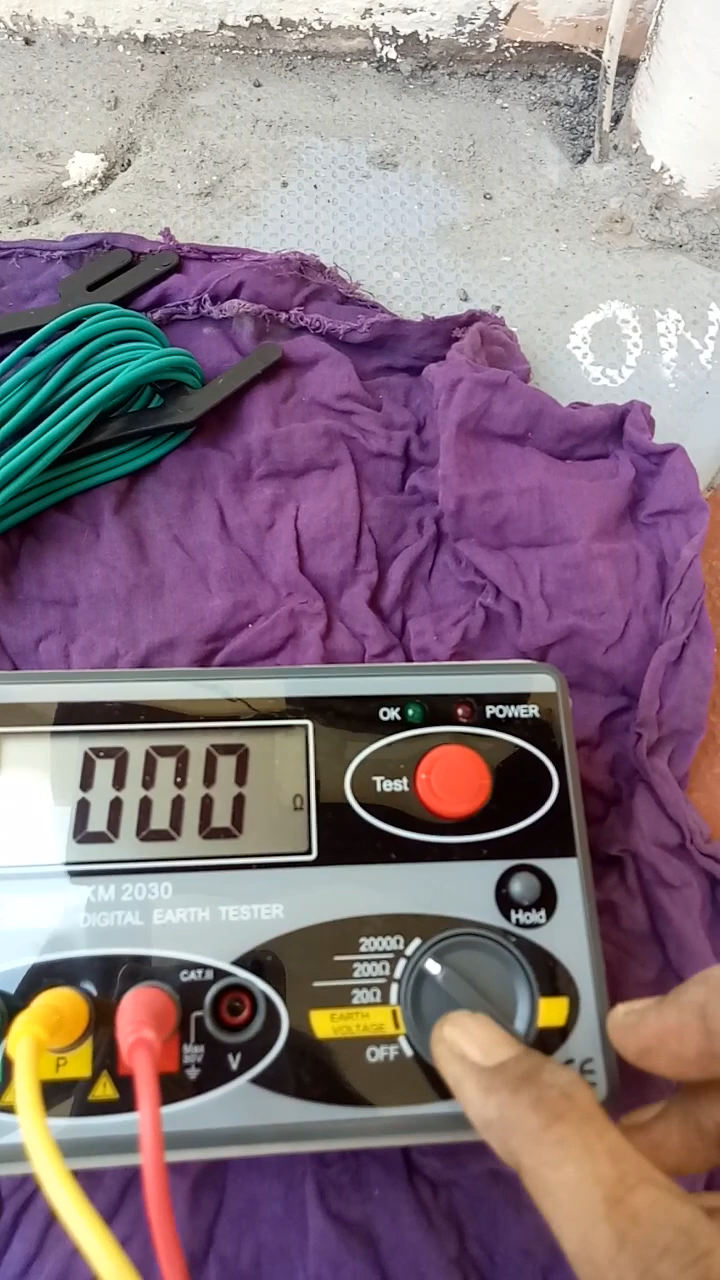 ON
OK POWER
000
Ω
Test
KM 2030
DIGITAL EARTH TESTER
Hold
2000Ω
200Ω
20Ω
EARTH
VOLTAGE
OFF
CAT.III
P
V
CE